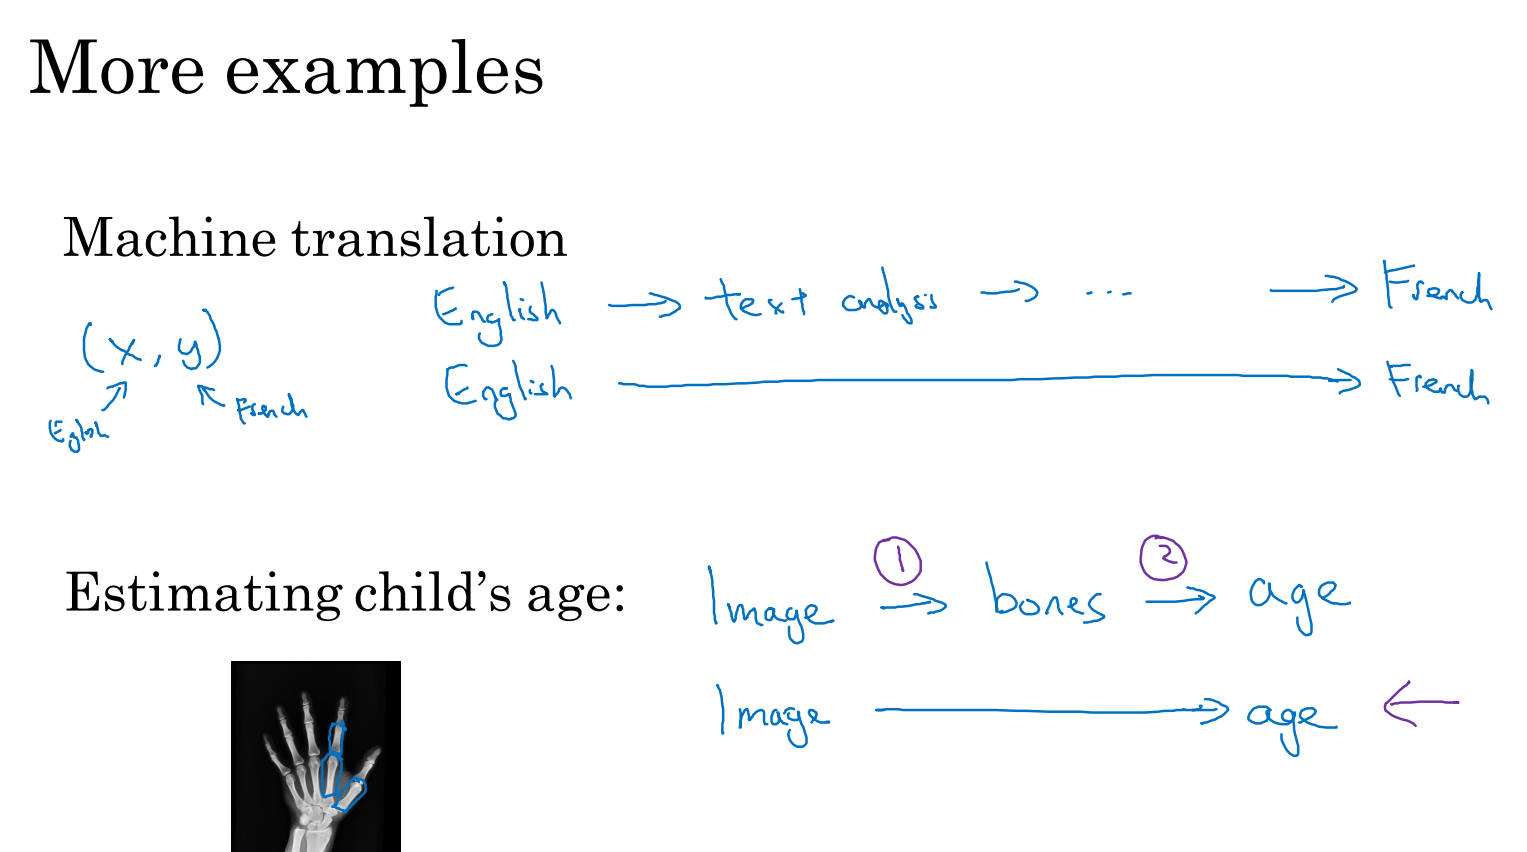 More examples
Machine translation
English → text analysis → ... → French
(x, y)
English → French
French
Estimating child's age:
1 2
Image → bones → age
Image → age ←